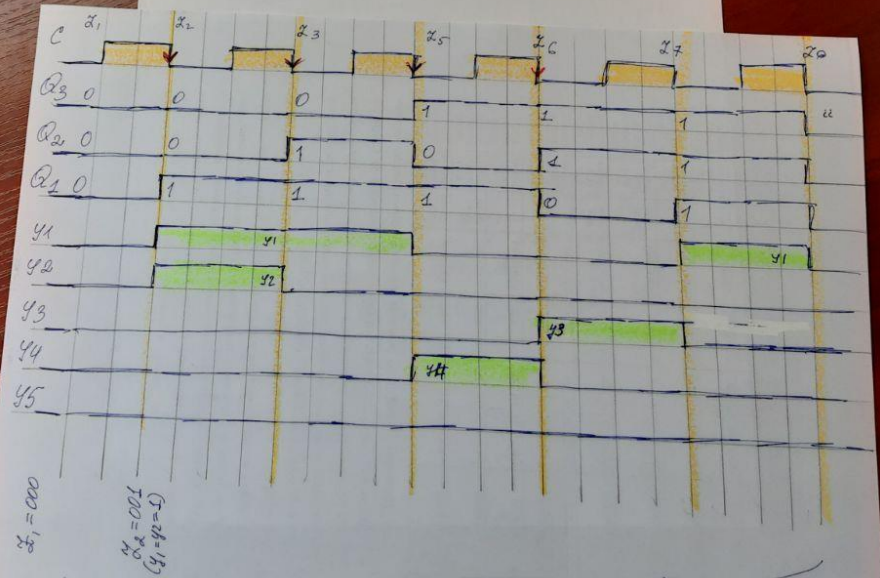 C Z1 Z2 Z3 Z5 Z6 Z7 Z0
Q3 0 0 0 1 1 1
Q2 0 0 1 0 1 1
Q1 0 1 1 1 0 1
y1 y1 y1
y2 y2
y3 y3
y4 y4
y5
Z1=000
Z2=001
(y1=y2=1)